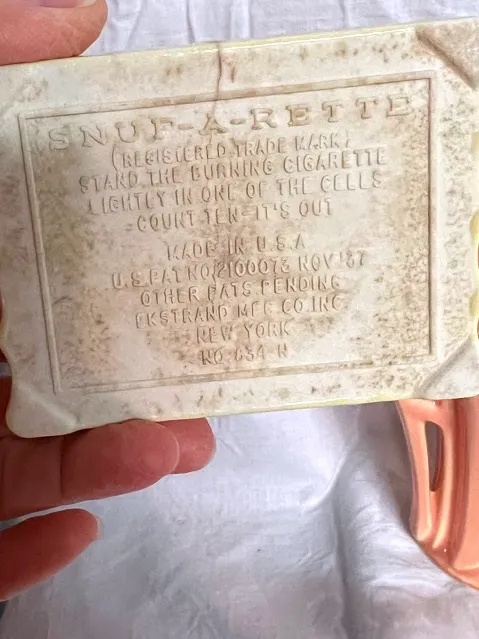 SNUF-A-RETTE
(REGISTERED TRADE MARK)
STAND THE BURNING CIGARETTE
LIGHTLY IN ONE OF THE CELLS
COUNT TEN-IT'S OUT
MADE IN U.S.A
U.S.PAT NO. 2100073 NOV '37
OTHER PATS PENDING
EKSTRAND MFG CO. INC
NEW YORK
NO. 634 H